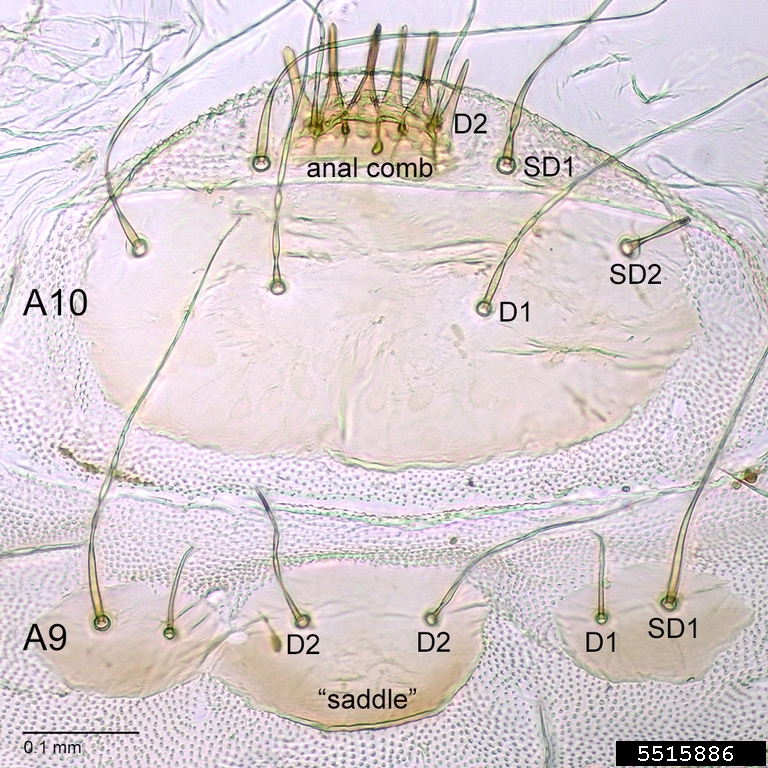 D2
anal comb
SD1
SD2
A10
D1
A9
D2
D2
D1
SD1
“saddle”
0.1 mm
5515886